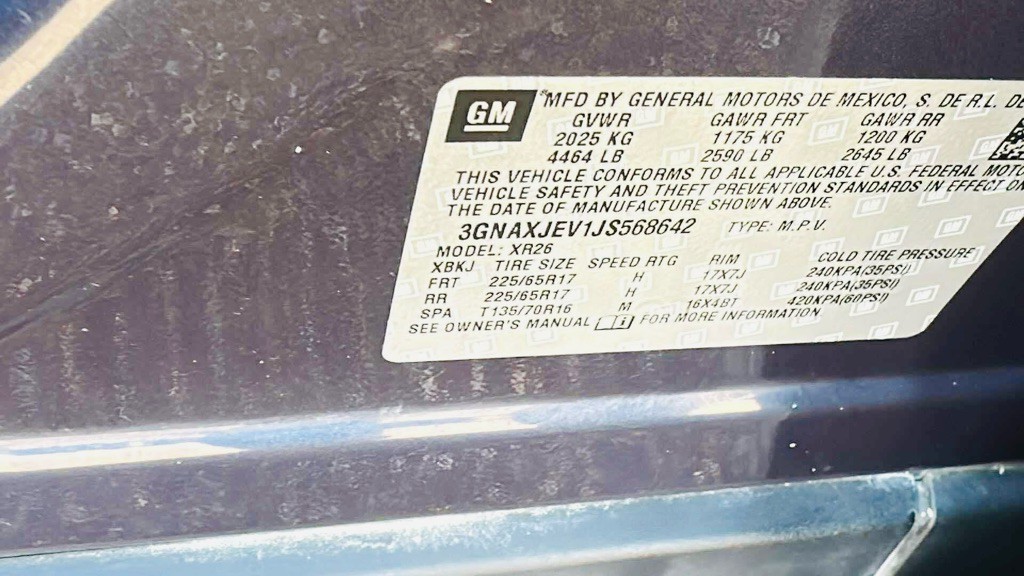 GM
*MFD BY GENERAL MOTORS DE MEXICO, S. DE R.L. DE
GVWR GAWR FRT GAWR RR
2025 KG 1175 KG 1200 KG
4464 LB 2590 LB 2645 LB
THIS VEHICLE CONFORMS TO ALL APPLICABLE U.S. FEDERAL MOTO
VEHICLE SAFETY AND THEFT PREVENTION STANDARDS IN EFFECT ON
THE DATE OF MANUFACTURE SHOWN ABOVE.
3GNAXJEV1JS568642 TYPE: M.P.V.
MODEL: XR26
XBKJ TIRE SIZE SPEED RTG RIM COLD TIRE PRESSURE
FRT 225/65R17 H 17X7J 240KPA(35PSI)
RR 225/65R17 H 17X7J 240KPA(35PSI)
SPA T135/70R16 M 16X4BT 420KPA(60PSI)
SEE OWNER'S MANUAL FOR MORE INFORMATION